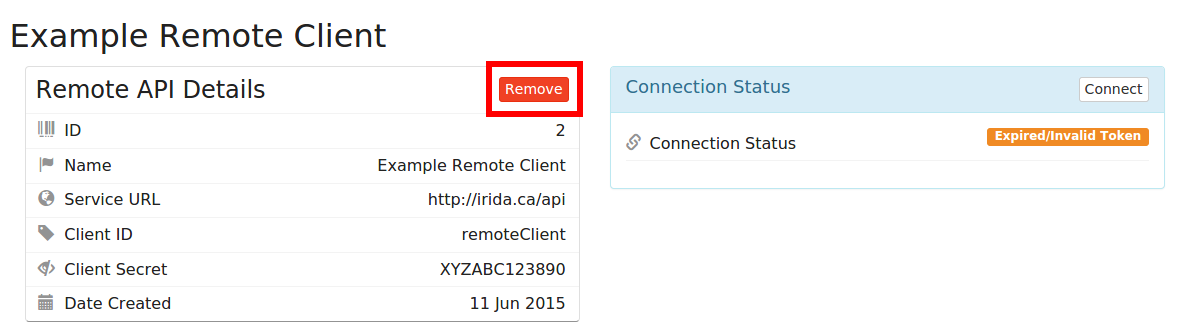 Example Remote Client
Remote API Details
Remove
ID
2
Name
Example Remote Client
Service URL
http://irida.ca/api
Client ID
remoteClient
Client Secret
XYZABC123890
Date Created
11 Jun 2015
Connection Status
Connect
Connection Status
Expired/Invalid Token